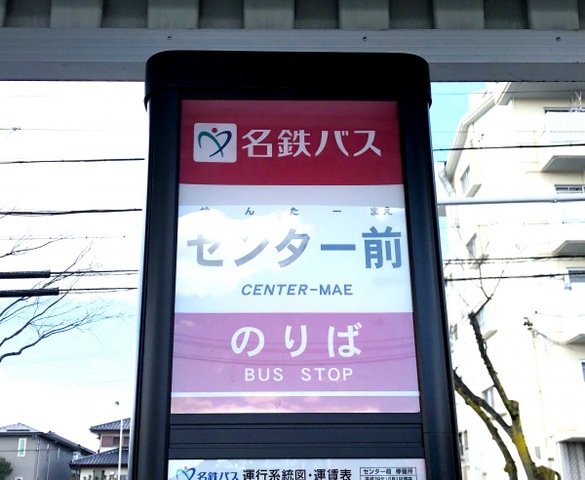 名鉄バス
せんたーまえ
センター前
CENTER-MAE
のりば
BUS STOP
名鉄バス 運行系統図・運賃表
センター前 停留所